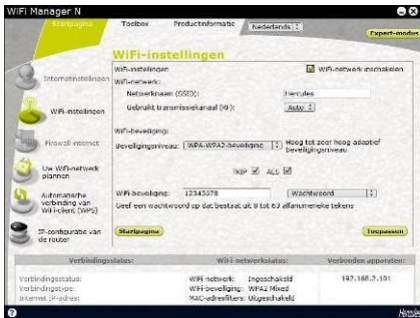 WiFi Manager N
Startpagina Toolbox Productinformatie Nederlands
Expert-modus
WiFi-instellingen
Internetinstellingen
WiFi-instellingen
Firewall internet
Uw WiFi-netwerk plannen
Automatische verbinding van WiFi-client (WPS)
IP-configuratie van de router
WiFi-instellingen WiFi-netwerk inschakelen
WiFi-netwerk:
Netwerknaam (SSID): Hercules
Gebruikt transmissiekanaal Auto
WiFi-beveiliging:
Beveiligingsniveau: WPA-WPA2-beveiliging Hoog tot zeer hoog adaptief beveiligingsniveau
TKIP AES
WiFi-beveiliging: 12345678 Wachtwoord
Geef een wachtwoord op dat bestaat uit 8 tot 63 alfanumerieke tekens
Startpagina Toepassen
Verbindingsstatus: WiFi-netwerkstatus: Verbonden apparaten:
Verbindingsstatus: WiFi-netwerk: Ingeschakeld 192.168.2.101
Verbindingstype: WiFi-beveiliging: WPA2 Mixed
Internet IP-adres: MAC-adresfilters: Uitgeschakeld
Hercules